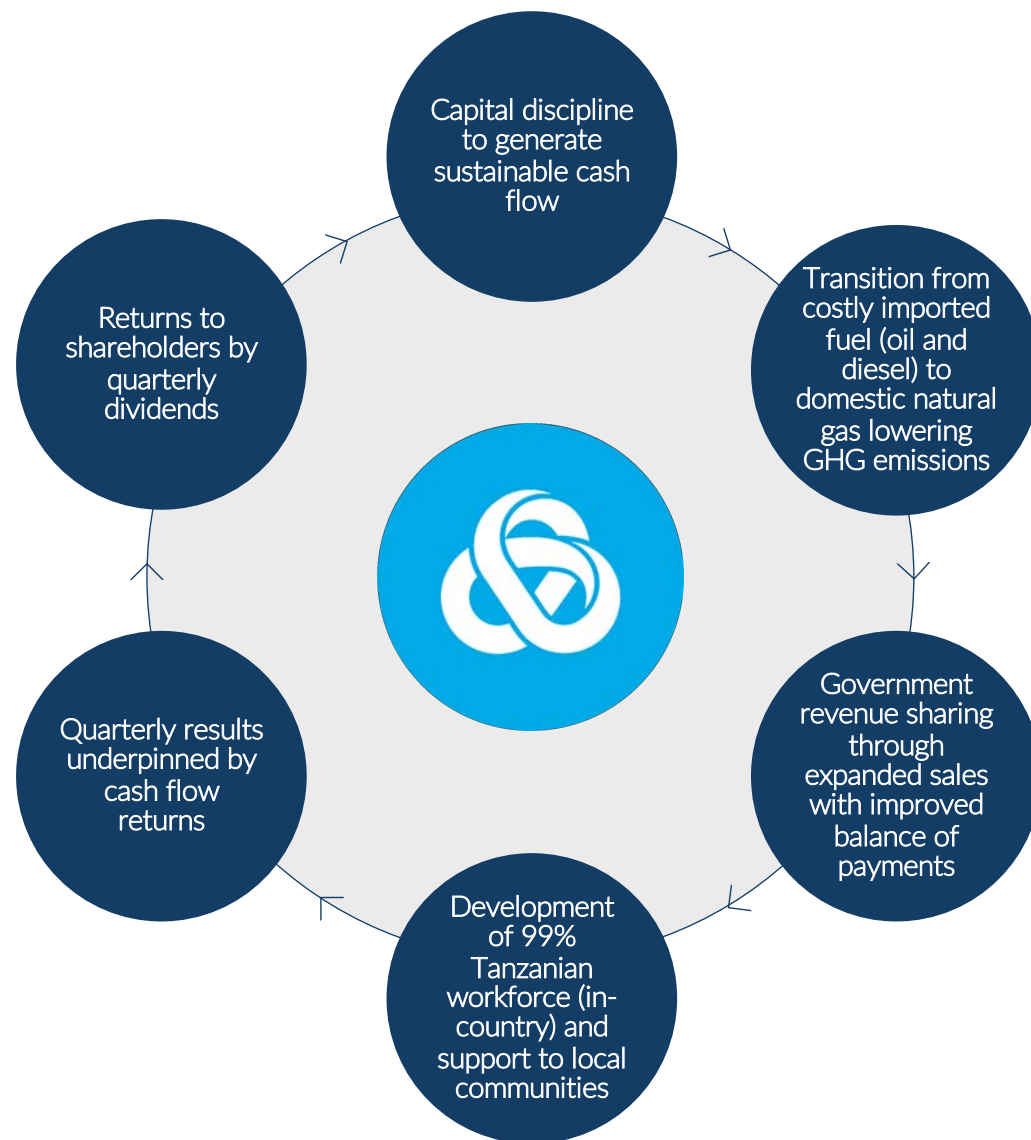 Capital discipline
to generate
sustainable cash
flow
Transition from
costly imported
fuel (oil and
diesel) to
domestic natural
gas lowering
GHG emissions
Government
revenue sharing
through
expanded sales
with improved
balance of
payments
Development
of 99%
Tanzanian
workforce (in-
country) and
support to local
communities
Quarterly results
underpinned by
cash flow
returns
Returns to
shareholders by
quarterly
dividends